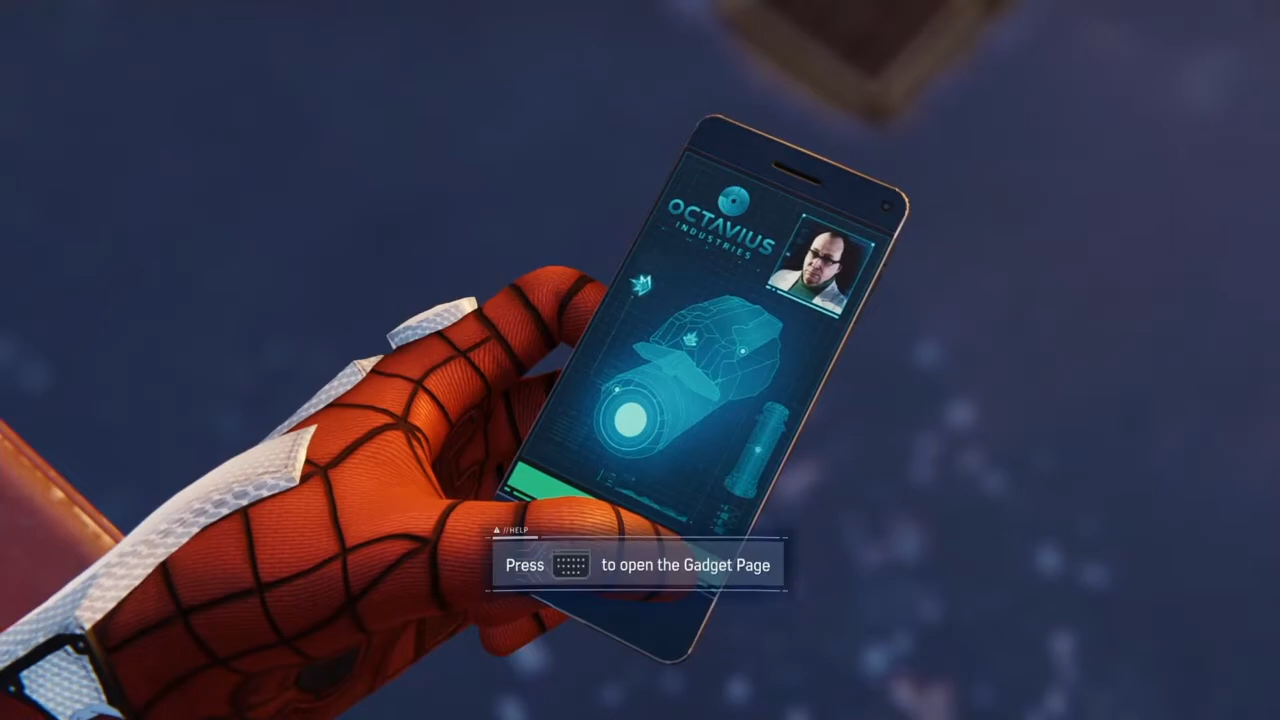 OCTAVIUS
INDUSTRIES
//HELP
Press to open the Gadget Page